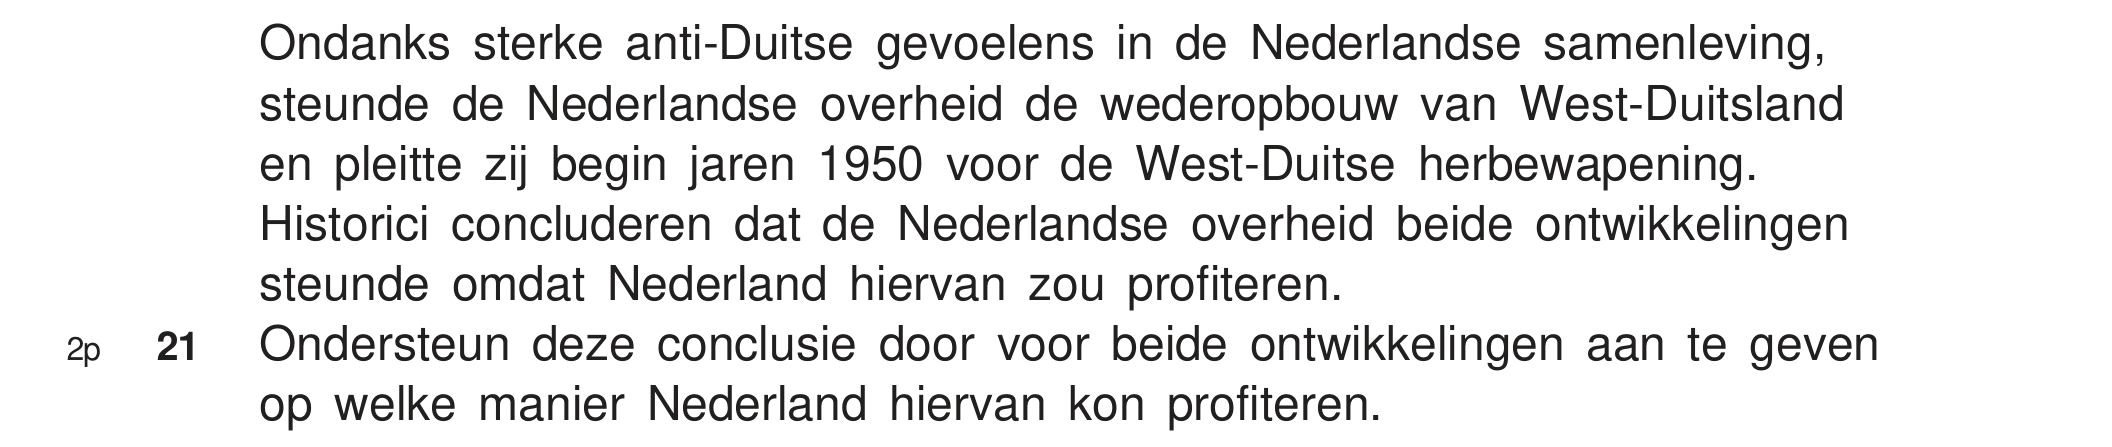 Ondanks sterke anti-Duitse gevoelens in de Nederlandse samenleving,
steunde de Nederlandse overheid de wederopbouw van West-Duitsland
en pleitte zij begin jaren 1950 voor de West-Duitse herbewapening.
Historici concluderen dat de Nederlandse overheid beide ontwikkelingen
steunde omdat Nederland hiervan zou profiteren.
2p 21 Ondersteun deze conclusie door voor beide ontwikkelingen aan te geven
op welke manier Nederland hiervan kon profiteren.